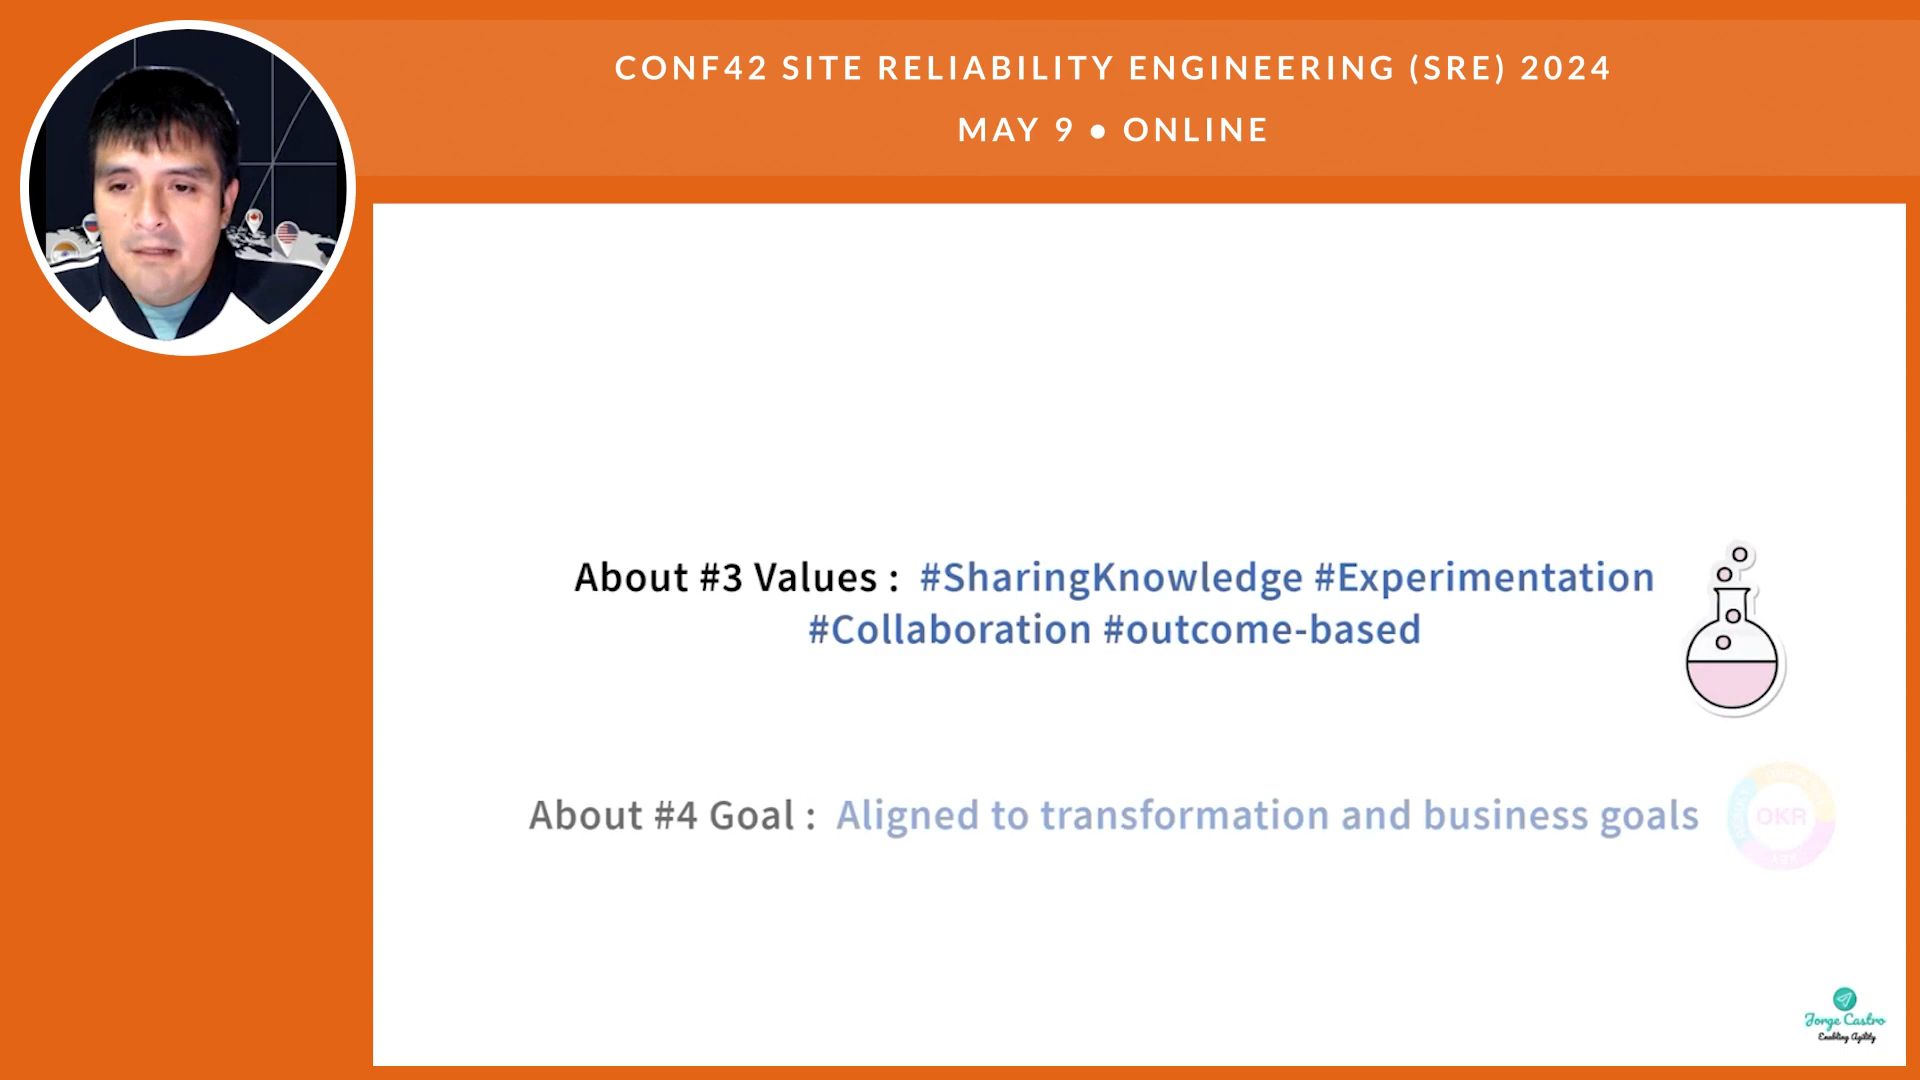 CONF42 SITE RELIABILITY ENGINEERING (SRE) 2024
MAY 9 ● ONLINE
About #3 Values : #SharingKnowledge #Experimentation
#Collaboration #outcome-based
About #4 Goal : Aligned to transformation and business goals
OKR
KEY
Jorge Castro
Enabling Agility